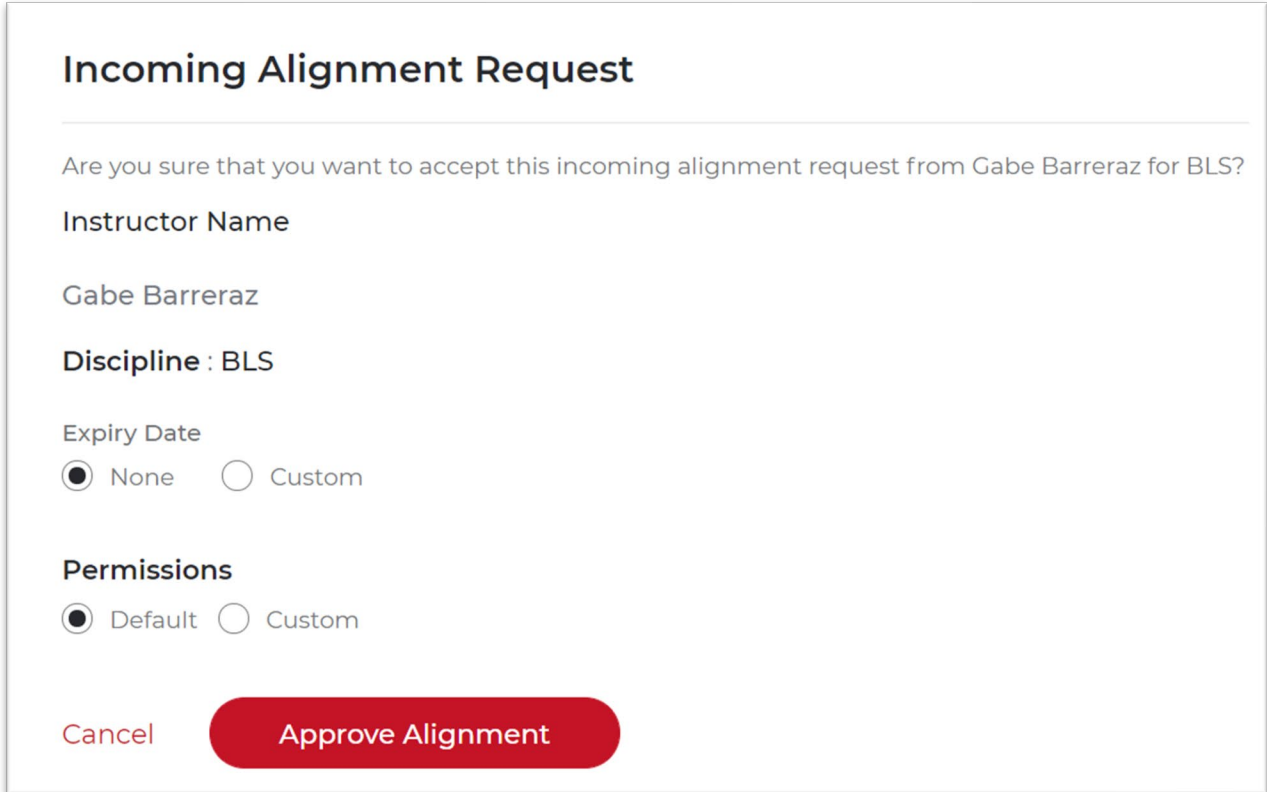 Incoming Alignment Request
Are you sure that you want to accept this incoming alignment request from Gabe Barreraz for BLS?
Instructor Name
Gabe Barreraz
Discipline : BLS
Expiry Date
None Custom
Permissions
Default Custom
Cancel Approve Alignment